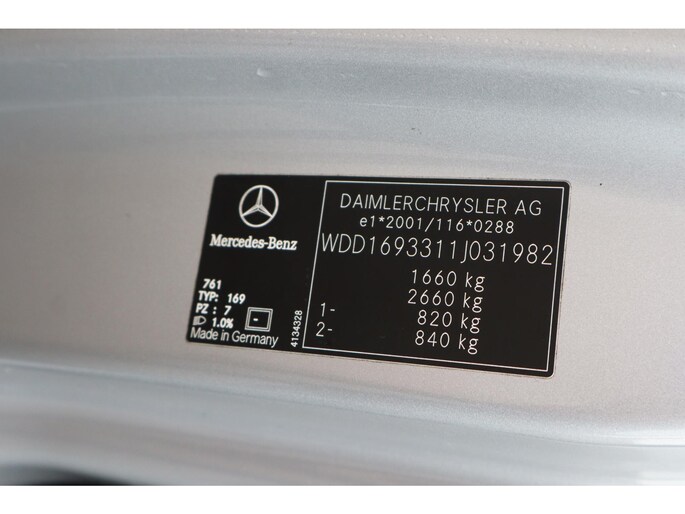 Mercedes-Benz
761
TYP: 169
PZ : 7
1.0%
Made in Germany
4134328
DAIMLERCHRYSLER AG
e1*2001/116*0288
WDD1693311J031982
1660 kg
2660 kg
1- 820 kg
2- 840 kg